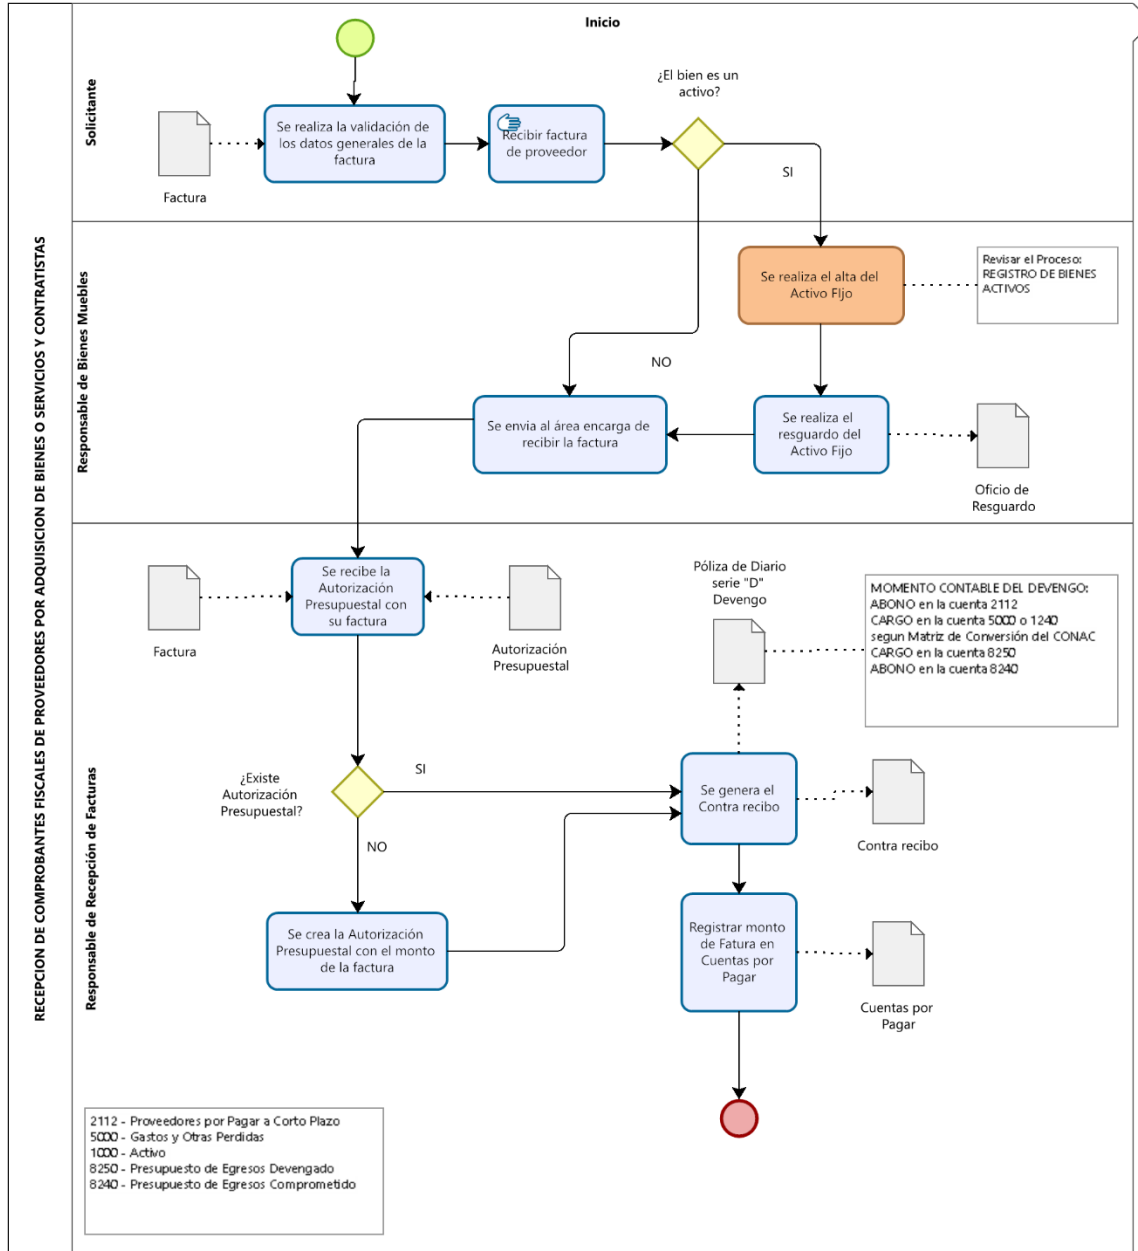 RECEPCION DE COMPROBANTES FISCALES DE PROVEEDORES POR ADQUISICION DE BIENES O SERVICIOS Y CONTRATISTAS
Inicio
Solicitante
Factura
Se realiza la validación de
los datos generales de la
factura
Recibir factura
de proveedor
¿El bien es un
activo?
SI
NO
Responsable de Bienes Muebles
Se realiza el alta del
Activo FIjo
Revisar el Proceso:
REGISTRO DE BIENES
ACTIVOS
Se envia al área encarga de
recibir la factura
Se realiza el
resguardo del
Activo Fijo
Oficio de
Resguardo
Responsable de Recepción de Facturas
Factura
Se recibe la
Autorización
Presupuestal con
su factura
Autorización
Presupuestal
Póliza de Diario
serie "D"
Devengo
MOMENTO CONTABLE DEL DEVENGO:
ABONO en la cuenta 2112
CARGO en la cuenta 5000 o 1240
segun Matriz de Conversión del CONAC
CARGO en la cuenta 8250
ABONO en la cuenta 8240
¿Existe
Autorización
Presupuestal?
SI
NO
Se genera el
Contra recibo
Contra recibo
Se crea la Autorización
Presupuestal con el monto
de la factura
Registrar monto
de Fatura en
Cuentas por
Pagar
Cuentas por
Pagar
2112 - Proveedores por Pagar a Corto Plazo
5000 - Gastos y Otras Perdidas
1000 - Activo
8250 - Presupuesto de Egresos Devengado
8240 - Presupuesto de Egresos Comprometido